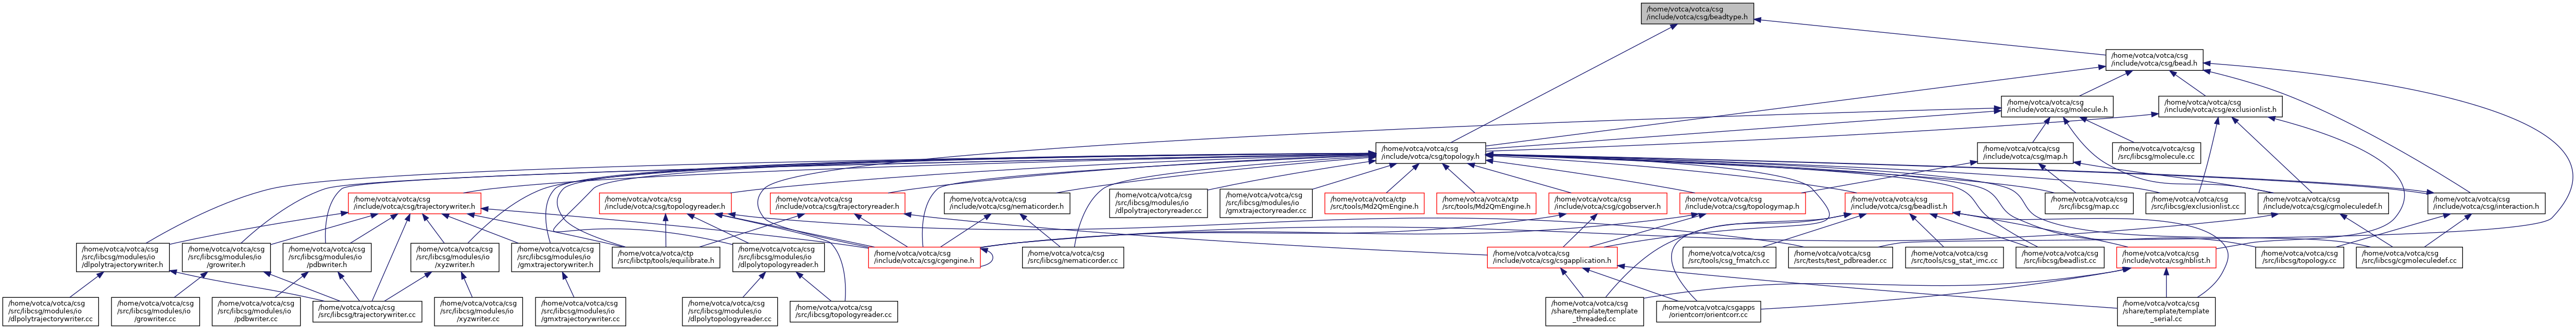 /home/votca/votca/csg
/include/votca/csg/beadtype.h
/home/votca/votca/csg
/include/votca/csg/bead.h
/home/votca/votca/csg
/include/votca/csg/molecule.h
/home/votca/votca/csg
/include/votca/csg/exclusionlist.h
/home/votca/votca/csg
/include/votca/csg/topology.h
/home/votca/votca/csg
/include/votca/csg/map.h
/home/votca/votca/csg
/src/libcsg/molecule.cc
/home/votca/votca/csg
/include/votca/csg/trajectorywriter.h
/home/votca/votca/csg
/include/votca/csg/topologyreader.h
/home/votca/votca/csg
/include/votca/csg/trajectoryreader.h
/home/votca/votca/csg
/include/votca/csg/nematicorder.h
/home/votca/votca/csg
/src/libcsg/modules/io
/dlpolytrajectoryreader.cc
/home/votca/votca/csg
/src/libcsg/modules/io
/gmxtrajectoryreader.cc
/home/votca/votca/ctp
/src/tools/Md2QmEngine.h
/home/votca/votca/xtp
/src/tools/Md2QmEngine.h
/home/votca/votca/csg
/include/votca/csg/cgobserver.h
/home/votca/votca/csg
/include/votca/csg/topologymap.h
/home/votca/votca/csg
/include/votca/csg/beadlist.h
/home/votca/votca/csg
/src/libcsg/map.cc
/home/votca/votca/csg
/src/libcsg/exclusionlist.cc
/home/votca/votca/csg
/include/votca/csg/cgmoleculedef.h
/home/votca/votca/csg
/include/votca/csg/interaction.h
/home/votca/votca/csg
/src/libcsg/modules/io
/dlpolytrajectorywriter.h
/home/votca/votca/csg
/src/libcsg/modules/io
/growriter.h
/home/votca/votca/csg
/src/libcsg/modules/io
/pdbwriter.h
/home/votca/votca/csg
/src/libcsg/modules/io
/xyzwriter.h
/home/votca/votca/csg
/src/libcsg/modules/io
/gmxtrajectorywriter.h
/home/votca/votca/ctp
/src/libctp/tools/equilibrate.h
/home/votca/votca/csg
/src/libcsg/modules/io
/dlpolytopologyreader.h
/home/votca/votca/csg
/include/votca/csg/cgengine.h
/home/votca/votca/csg
/src/libcsg/nematicorder.cc
/home/votca/votca/csg
/include/votca/csg/csgapplication.h
/home/votca/votca/csg
/src/tools/csg_fmatch.cc
/home/votca/votca/csg
/src/tests/test_pdbreader.cc
/home/votca/votca/csg
/src/tools/csg_stat_imc.cc
/home/votca/votca/csg
/src/libcsg/beadlist.cc
/home/votca/votca/csg
/include/votca/csg/nblist.h
/home/votca/votca/csg
/src/libcsg/topology.cc
/home/votca/votca/csg
/src/libcsg/cgmoleculedef.cc
/home/votca/votca/csg
/src/libcsg/modules/io
/dlpolytrajectorywriter.cc
/home/votca/votca/csg
/src/libcsg/modules/io
/growriter.cc
/home/votca/votca/csg
/src/libcsg/modules/io
/pdbwriter.cc
/home/votca/votca/csg
/src/libcsg/trajectorywriter.cc
/home/votca/votca/csg
/src/libcsg/modules/io
/xyzwriter.cc
/home/votca/votca/csg
/src/libcsg/modules/io
/gmxtrajectorywriter.cc
/home/votca/votca/csg
/src/libcsg/modules/io
/dlpolytopologyreader.cc
/home/votca/votca/csg
/src/libcsg/topologyreader.cc
/home/votca/votca/csg
/share/template/template
_threaded.cc
/home/votca/votca/csgapps
/orientcorr/orientcorr.cc
/home/votca/votca/csg
/share/template/template
_serial.cc